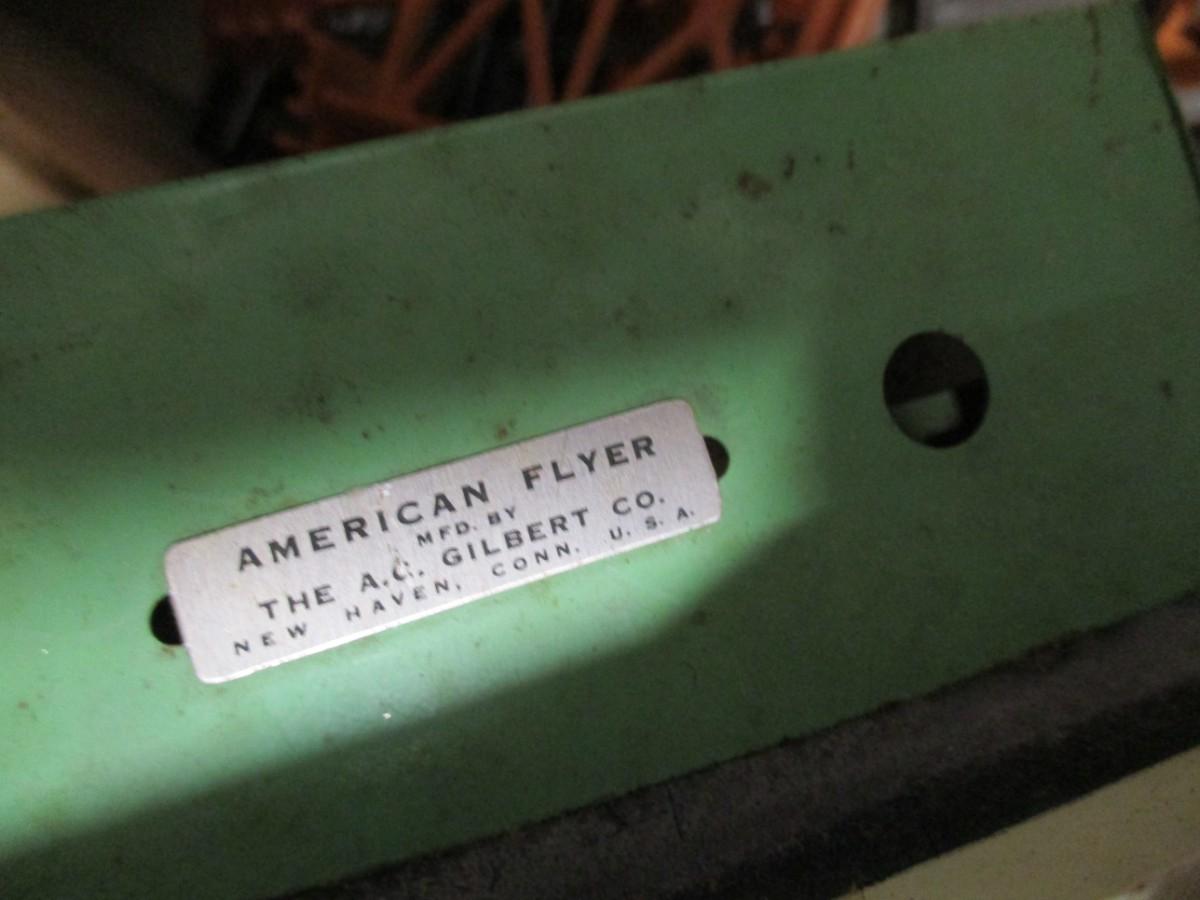 AMERICAN FLYER
MFD. BY
THE A.C. GILBERT CO.
NEW HAVEN, CONN. U. S. A.